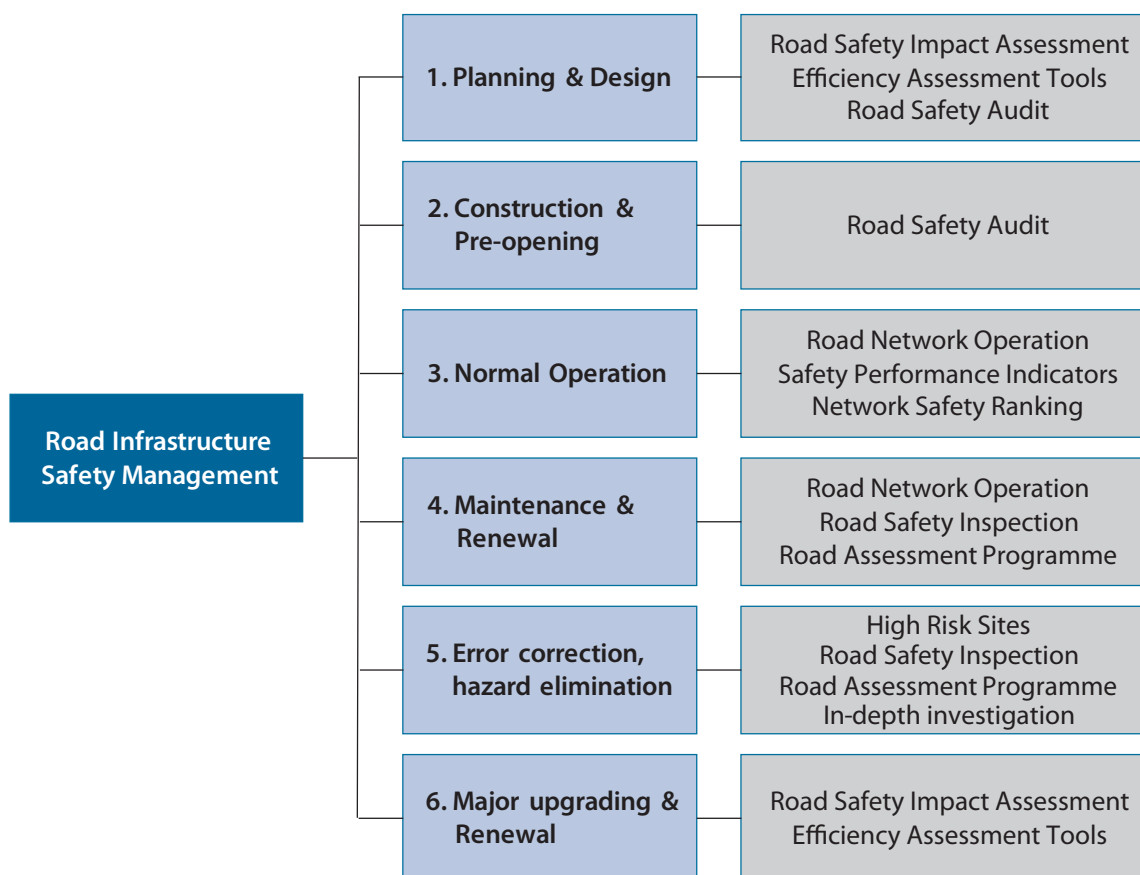 Road Infrastructure
Safety Management
1. Planning & Design
Road Safety Impact Assessment
Efficiency Assessment Tools
Road Safety Audit
2. Construction &
Pre-opening
Road Safety Audit
3. Normal Operation
Road Network Operation
Safety Performance Indicators
Network Safety Ranking
4. Maintenance &
Renewal
Road Network Operation
Road Safety Inspection
Road Assessment Programme
5. Error correction,
hazard elimination
High Risk Sites
Road Safety Inspection
Road Assessment Programme
In-depth investigation
6. Major upgrading &
Renewal
Road Safety Impact Assessment
Efficiency Assessment Tools